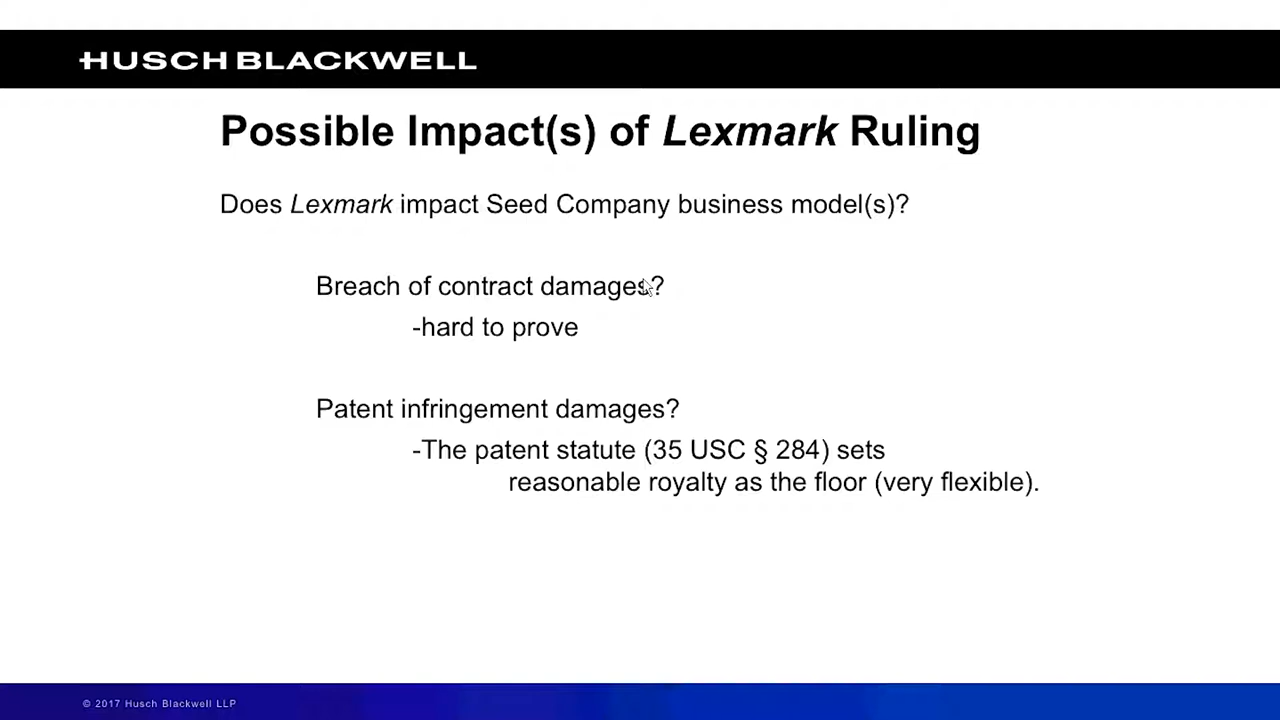 HUSCH BLACKWELL
Possible Impact(s) of Lexmark Ruling
Does Lexmark impact Seed Company business model(s)?
Breach of contract damages?
-hard to prove
Patent infringement damages?
-The patent statute (35 USC § 284) sets
reasonable royalty as the floor (very flexible).
© 2017 Husch Blackwell LLP